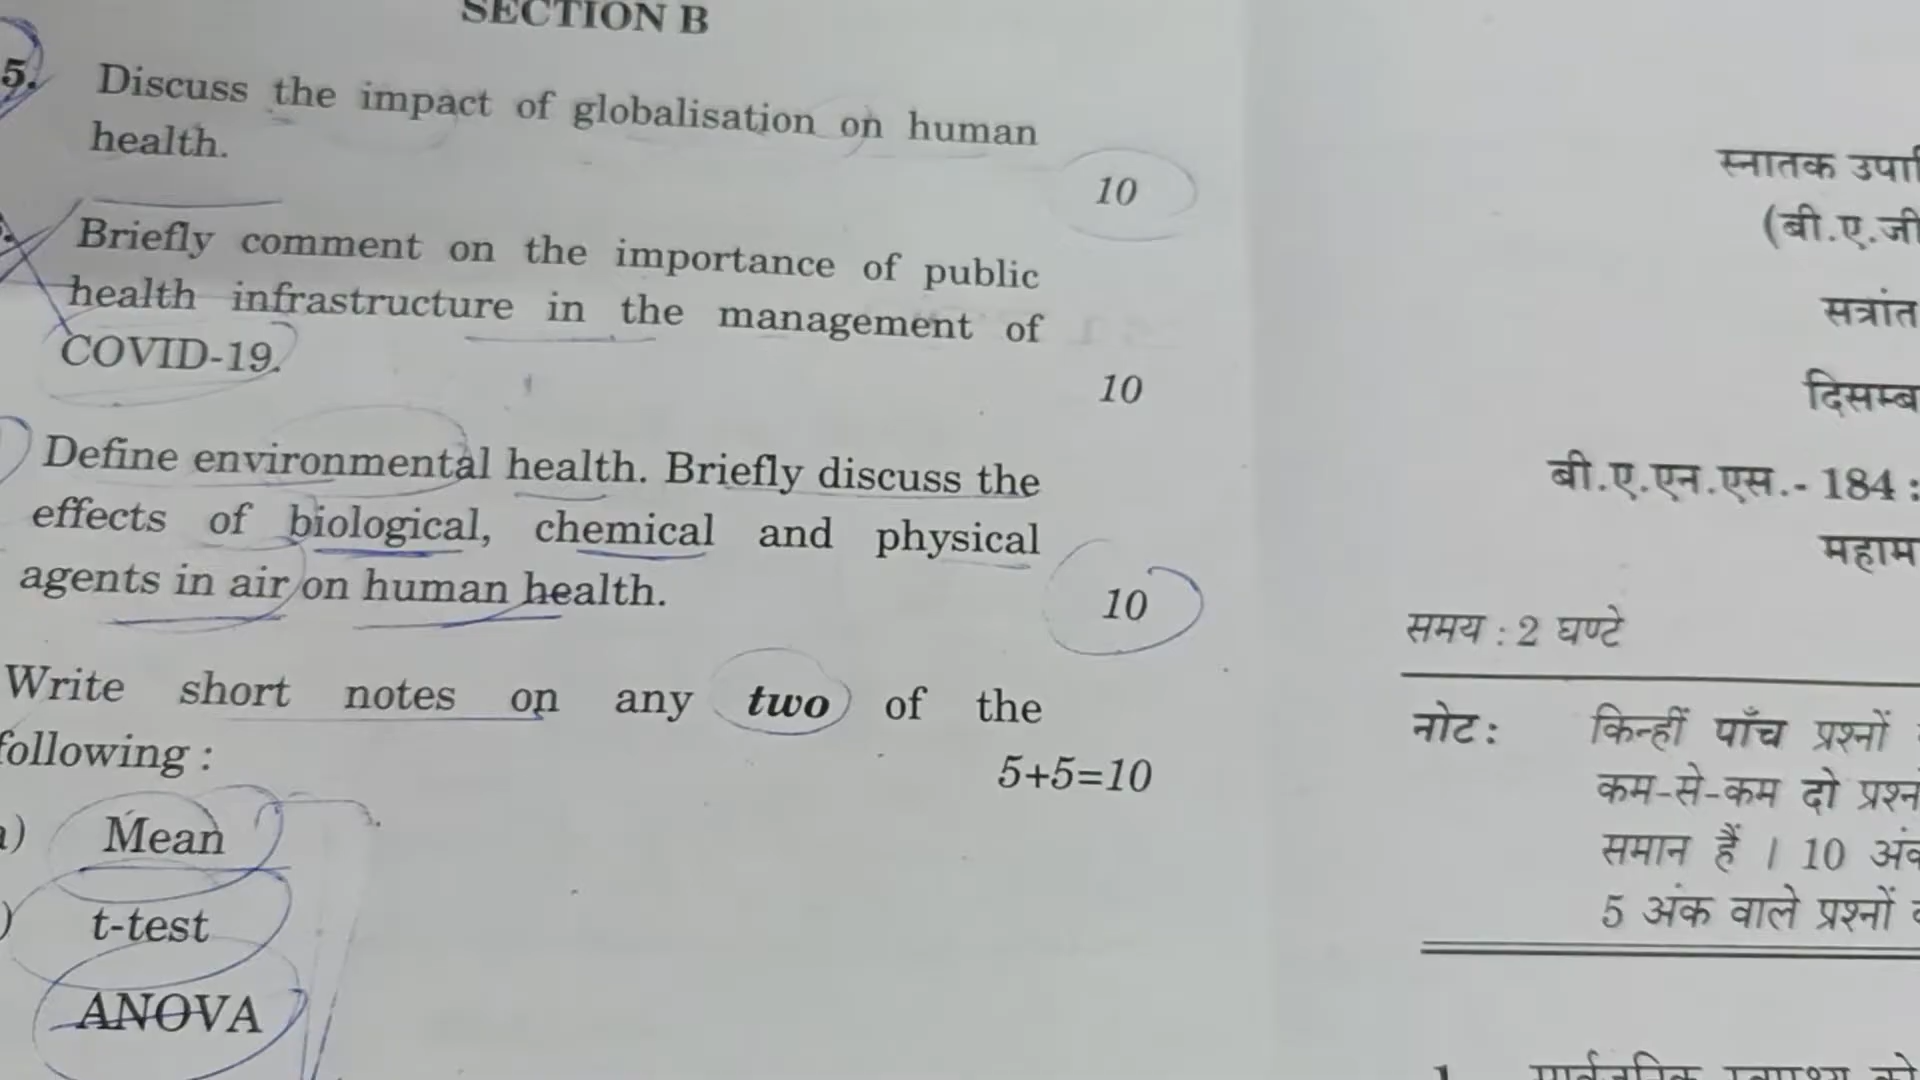 SECTION B
5. Discuss the impact of globalisation on human
health.
10
Briefly comment on the importance of public
health infrastructure in the management of
COVID-19.
10
Define environmental health. Briefly discuss the
effects of biological, chemical and physical
agents in air on human health.
10
Write short notes on any two of the
following :
5+5=10
Mean
t-test
ANOVA
स्नातक
(बी.ए.जी
सत्रांत
बी.ए.एन.एस.- 184 :
समय : 2 घण्टे
नोट : किन्हीं पाँच प्रश्नों
कम-से-कम दो
समान हैं । 10
5 अंक वाले प्रश्नों